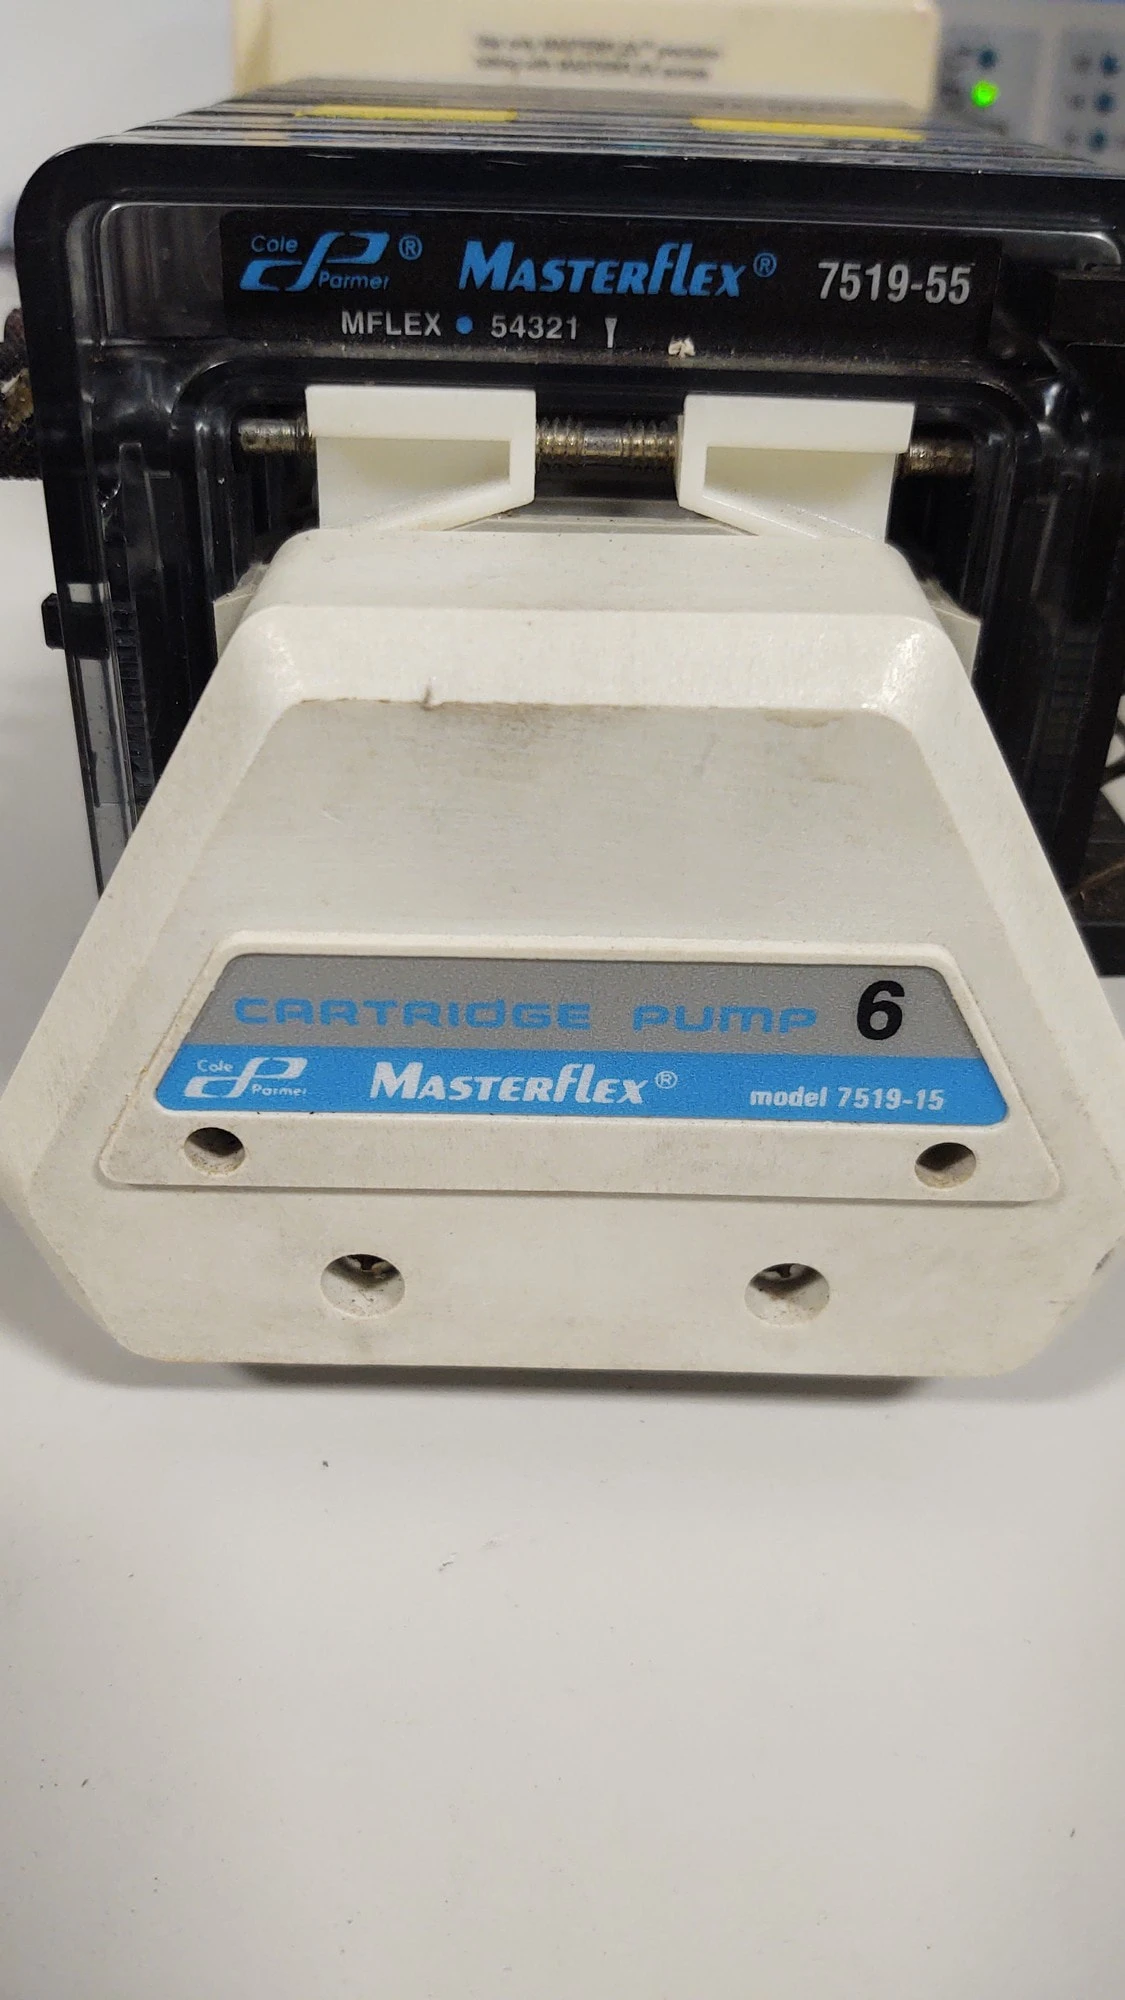 Cole Parmer ® MASTERFLEX® 7519-55
MFLEX • 54321
CARTRIDGE PUMP 6
Cole Parmer MASTERFLEX® model 7519-15